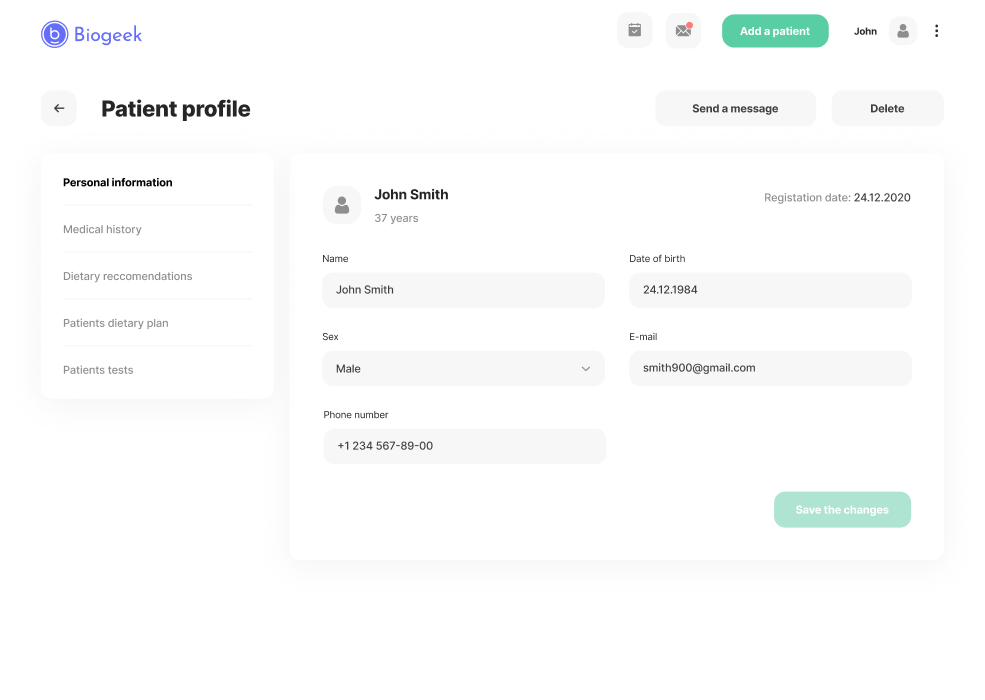 b Biogeek
Add a patient
John
Patient profile
Send a message
Delete
Personal information
Medical history
Dietary reccomendations
Patients dietary plan
Patients tests
John Smith
37 years
Registation date: 24.12.2020
Name
John Smith
Date of birth
24.12.1984
Sex
Male
E-mail
smith900@gmail.com
Phone number
+1 234 567-89-00
Save the changes